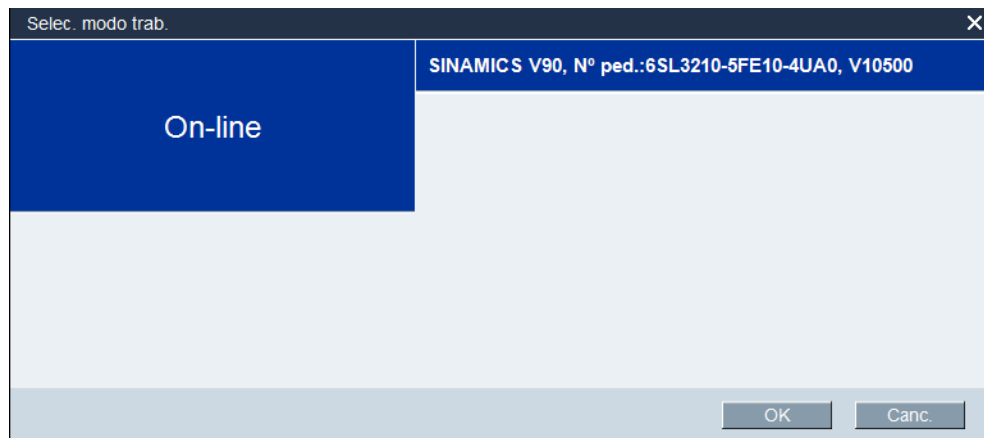 Selec. modo trab.
On-line
SINAMICS V90, Nº ped.:6SL3210-5FE10-4UA0, V10500
OK
Canc.